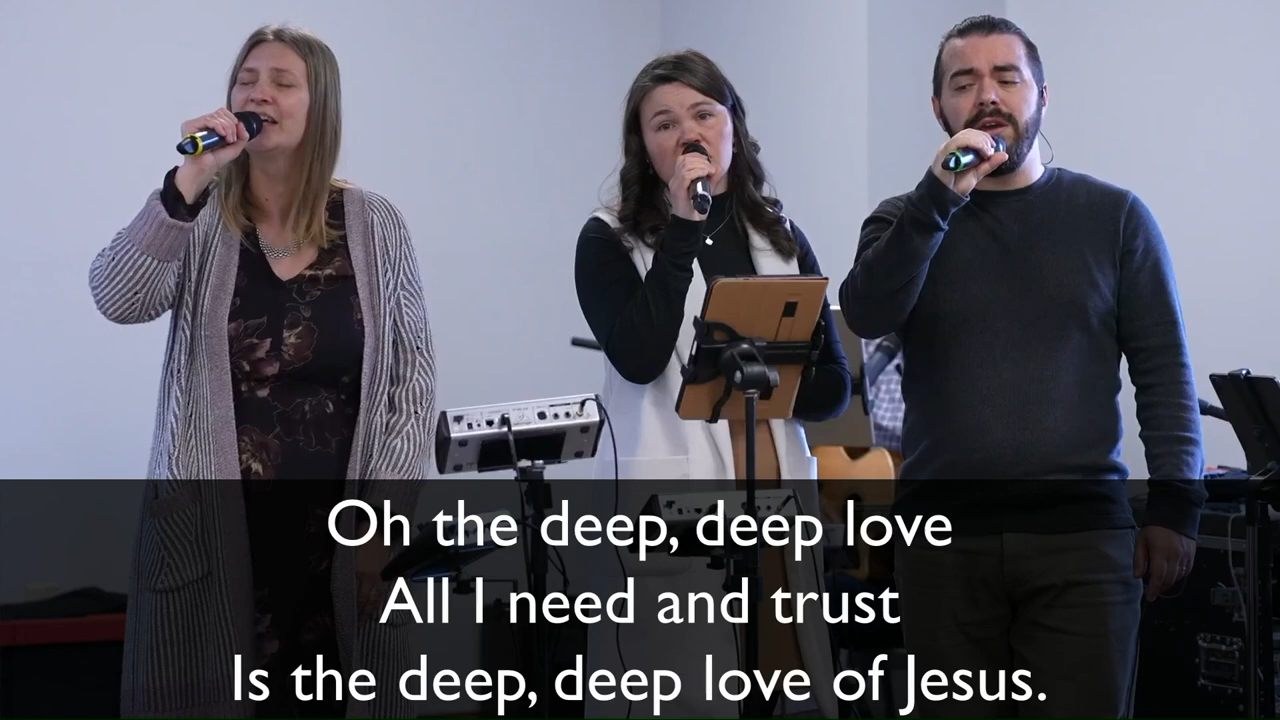 Oh the deep, deep love
All I need and trust
Is the deep, deep love of Jesus.